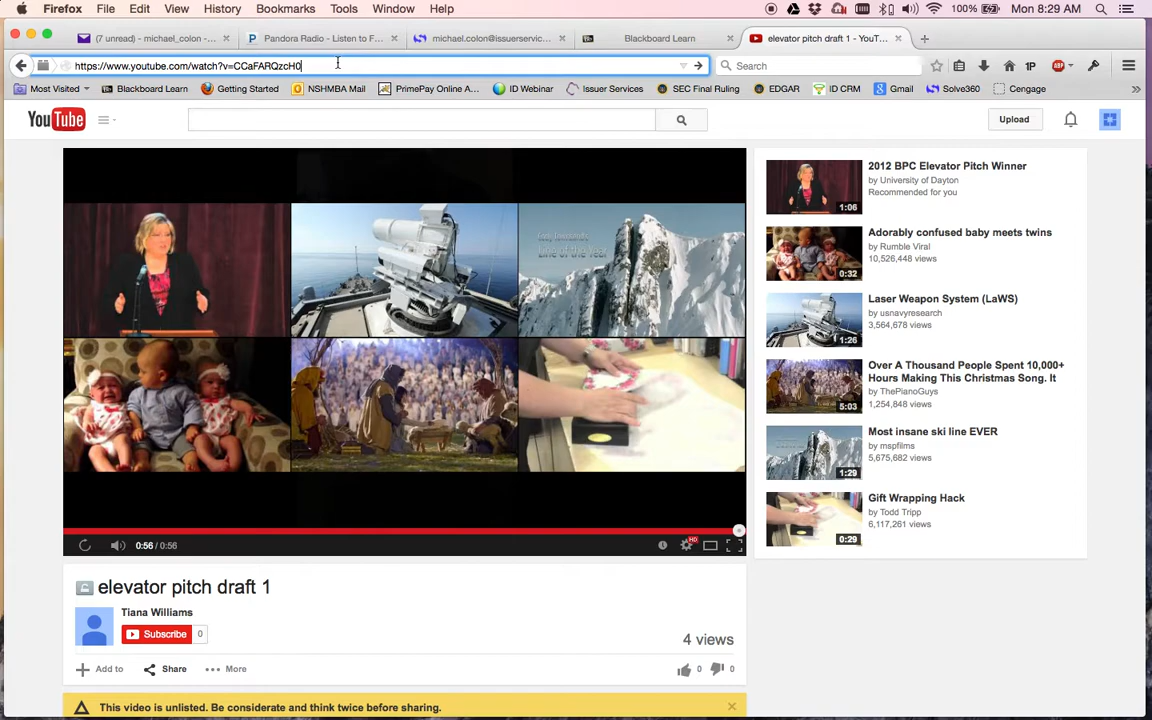 Firefox File Edit View History Bookmarks Tools Window Help 100% Mon 8:29 AM
(7 unread) - michael_colon -... Pandora Radio - Listen to F... michael.colon@issuerservic... Bb Blackboard Learn elevator pitch draft 1 - YouT...
https://www.youtube.com/watch?v=CCaFARQzcH0 Search 1P ABP
Most Visited Bb Blackboard Learn Getting Started NSHMBA Mail PrimePay Online A... ID Webinar Issuer Services SEC Final Ruling EDGAR ID CRM Gmail Solve360 Cengage
YouTube Upload
Line of the Year
2012 BPC Elevator Pitch Winner
by University of Dayton
Recommended for you
1:06
Adorably confused baby meets twins
by Rumble Viral
10,526,448 views
0:32
Laser Weapon System (LaWS)
by usnavyresearch
3,564,678 views
1:26
Over A Thousand People Spent 10,000+
Hours Making This Christmas Song. It
by ThePianoGuys
1,254,848 views
5:03
Most insane ski line EVER
by mspfilms
5,675,682 views
1:29
Gift Wrapping Hack
by Todd Tripp
6,117,261 views
0:29
0:56 / 0:56 HD
elevator pitch draft 1
Tiana Williams
Subscribe 0
4 views
Add to Share More 0 0
This video is unlisted. Be considerate and think twice before sharing.